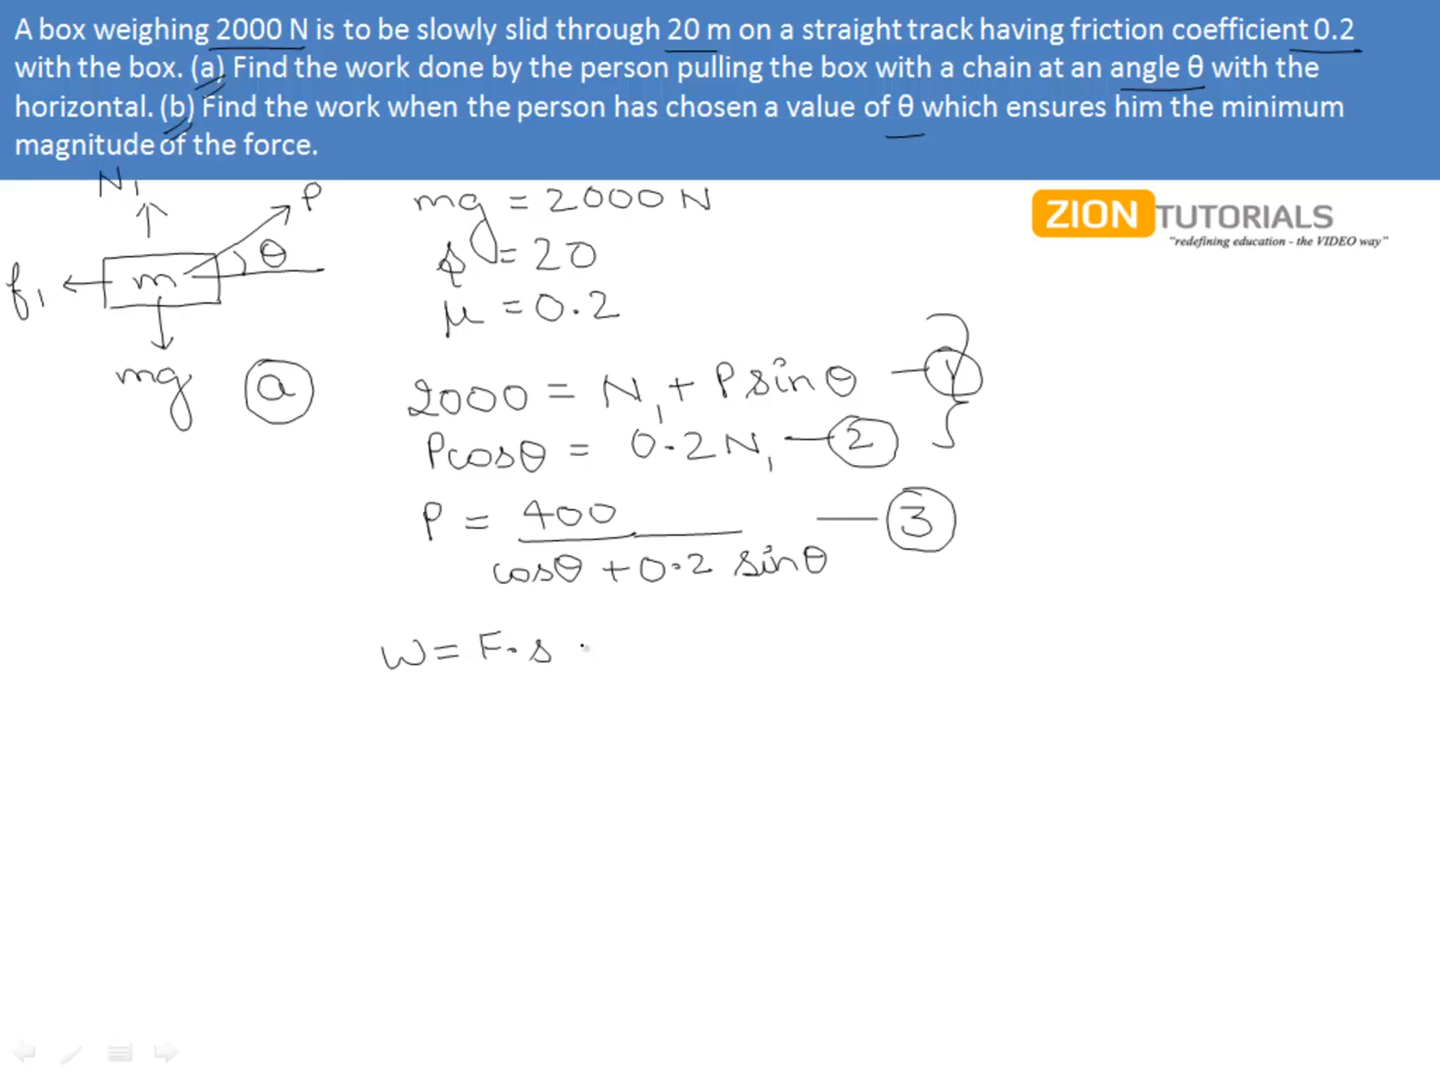 A box weighing 2000 N is to be slowly slid through 20 m on a straight track having friction coefficient 0.2
with the box. (a) Find the work done by the person pulling the box with a chain at an angle θ with the
horizontal. (b) Find the work when the person has chosen a value of θ which ensures him the minimum
magnitude of the force.
ZION TUTORIALS
"redefining education - the VIDEO way"
N₁
P
θ
f₁
m
mg
mg = 2000 N
s = 20
μ = 0.2
a
2000 = N₁ + P sinθ — 1
Pcosθ = 0.2 N₁ — 2
P = 400 — 3
cosθ + 0.2 sinθ
W = F. s